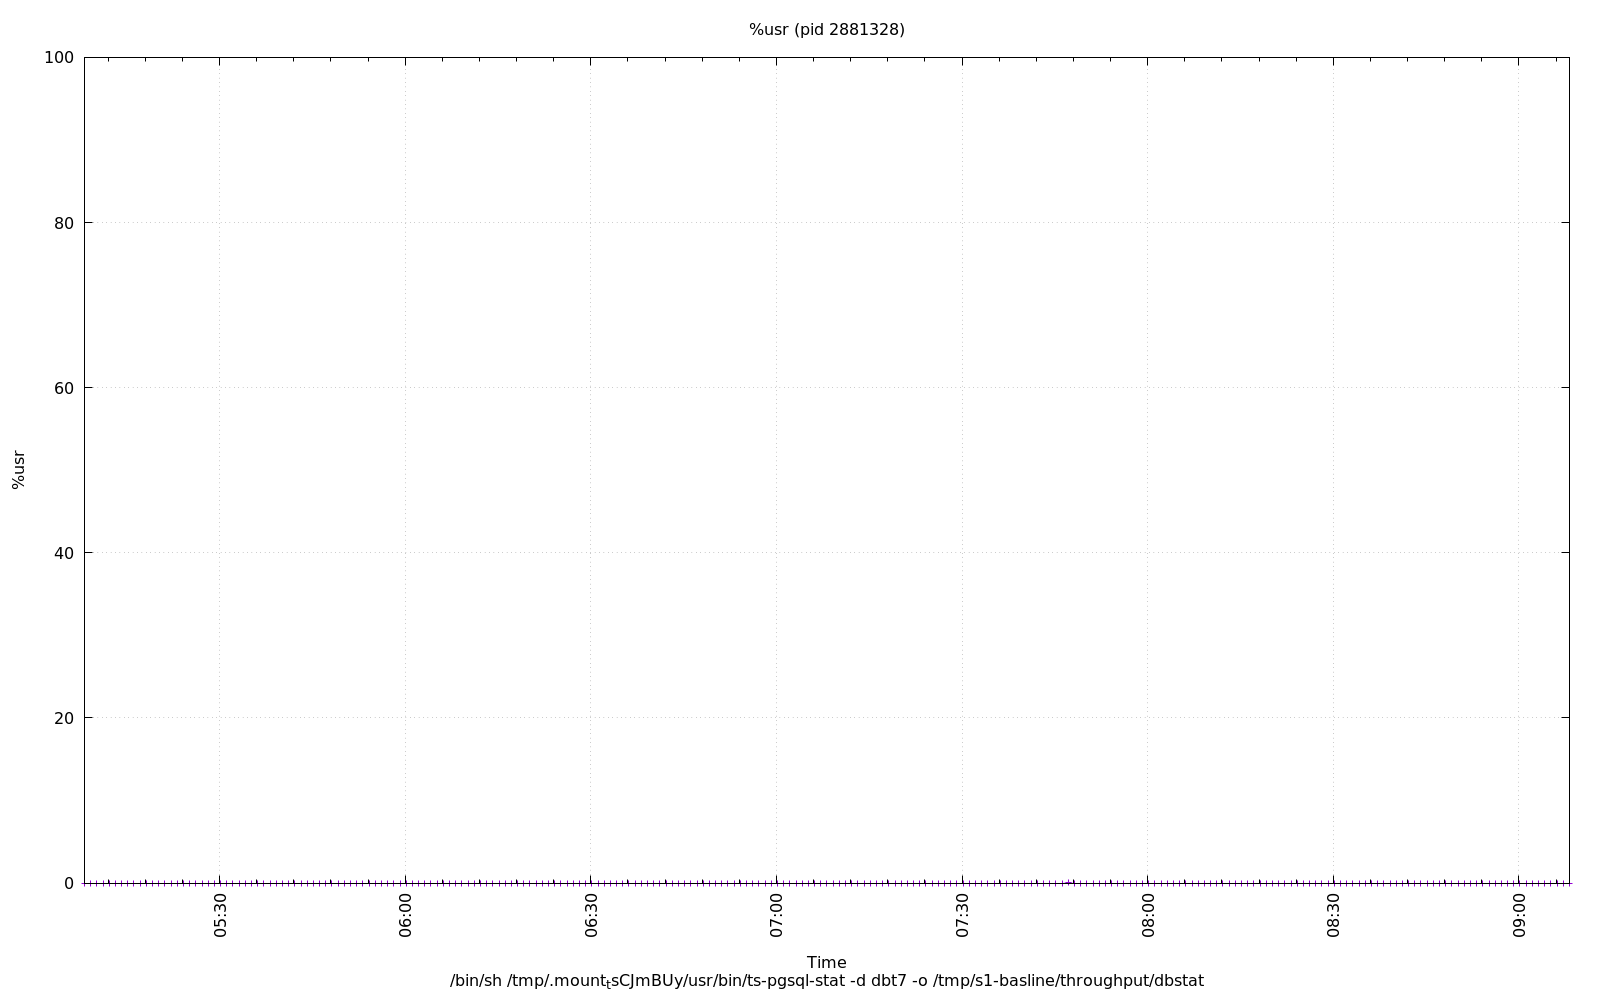 %usr (pid 2881328)
100
80
60
40
20
0
%usr
05:30 06:00 06:30 07:00 07:30 08:00 08:30 09:00
Time
/bin/sh /tmp/.mounttsCJmBUy/usr/bin/ts-pgsql-stat -d dbt7 -o /tmp/s1-basline/throughput/dbstat